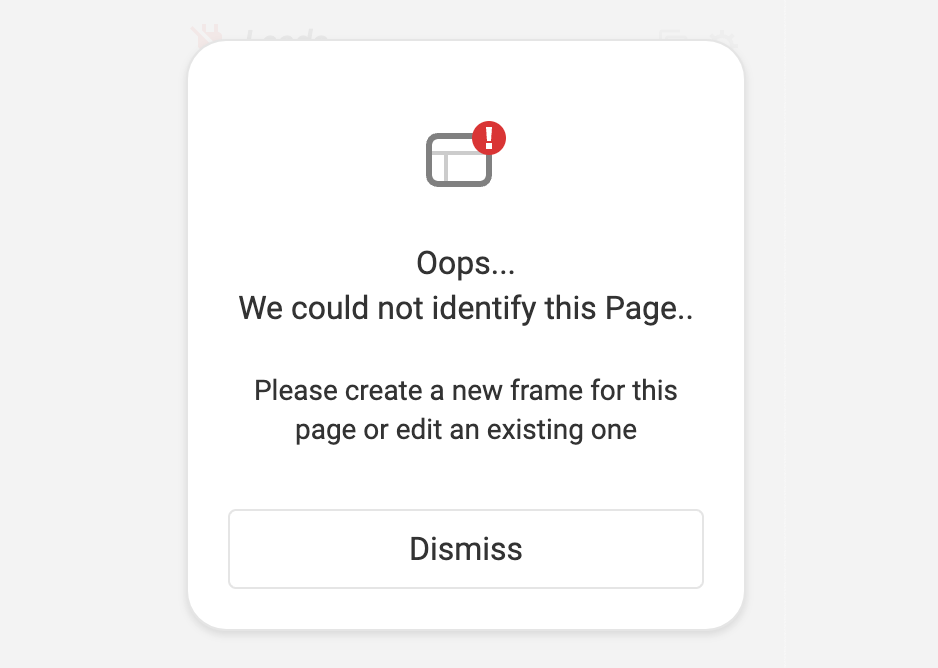 Oops...
We could not identify this Page..
Please create a new frame for this
page or edit an existing one
Dismiss